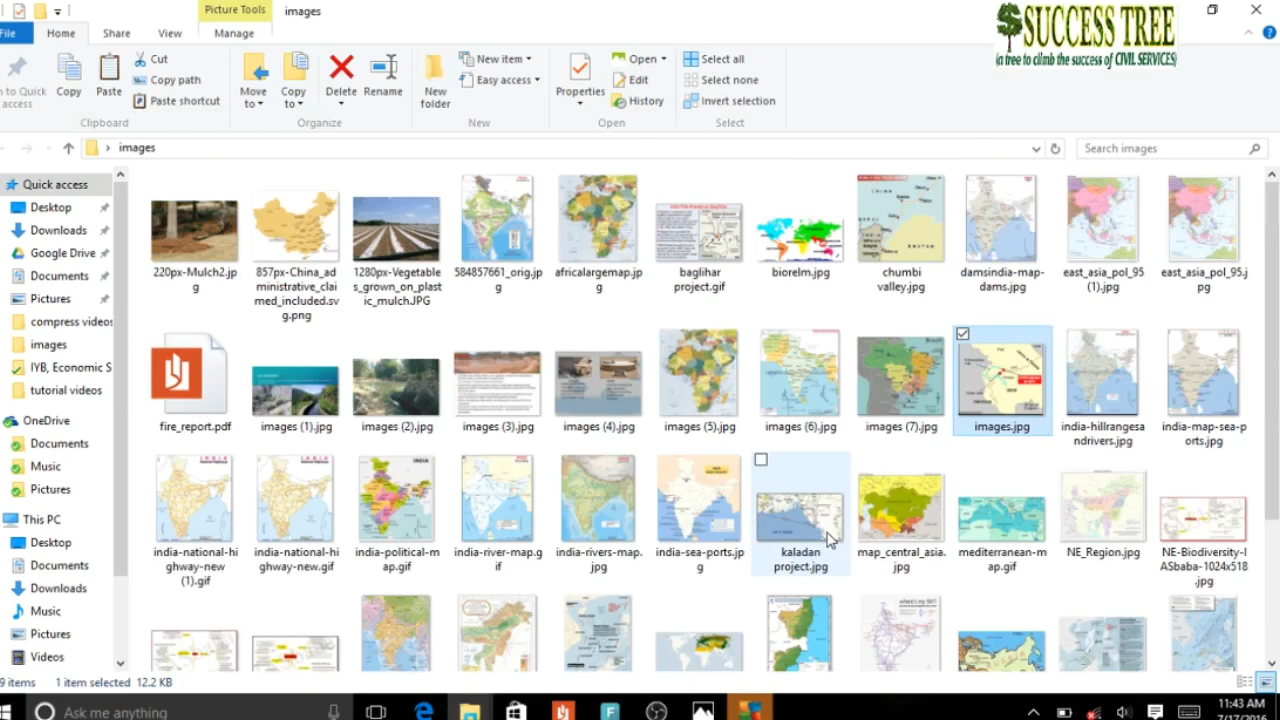 Picture Tools
images
SUCCESS TREE
(a tree to climb the success of CIVIL SERVICES)
File
Home
Share
View
Manage
Cut
Copy path
Paste shortcut
Copy
Paste
access
Clipboard
Move to
Copy to
Delete
Rename
Organize
New folder
New item
Easy access
New
Properties
Open
Edit
History
Open
Select all
Select none
Invert selection
Select
images
Search images
Quick access
Desktop
Downloads
Google Drive
Documents
Pictures
compress videos
images
IYB, Economic S
tutorial videos
OneDrive
Documents
Music
Pictures
This PC
Desktop
Documents
Downloads
Music
Pictures
Videos
220px-Mulch2.jpg
857px-China_administrative_claimed_included.svg.png
1280px-Vegetables_grown_on_plastic_mulch.JPG
584857661_orig.jpg
africalargemap.jpg
baglihar project.gif
biorelm.jpg
chumbi valley.jpg
damsindia-map-dams.jpg
east_asia_pol_95 (1).jpg
east_asia_pol_95.jpg
fire_report.pdf
images (1).jpg
images (2).jpg
images (3).jpg
images (4).jpg
images (5).jpg
images (6).jpg
images (7).jpg
images.jpg
india-hillrangesandrivers.jpg
india-map-sea-ports.jpg
india-national-highway-new (1).gif
india-national-highway-new.gif
india-political-map.gif
india-river-map.gif
india-rivers-map.jpg
india-sea-ports.jpg
kaladan project.jpg
map_central_asia.jpg
mediterranean-map.gif
NE_Region.jpg
NE-Biodiversity-IASbaba-1024x518.jpg
9 items
1 item selected 12.2 KB
Ask me anything
11:43 AM